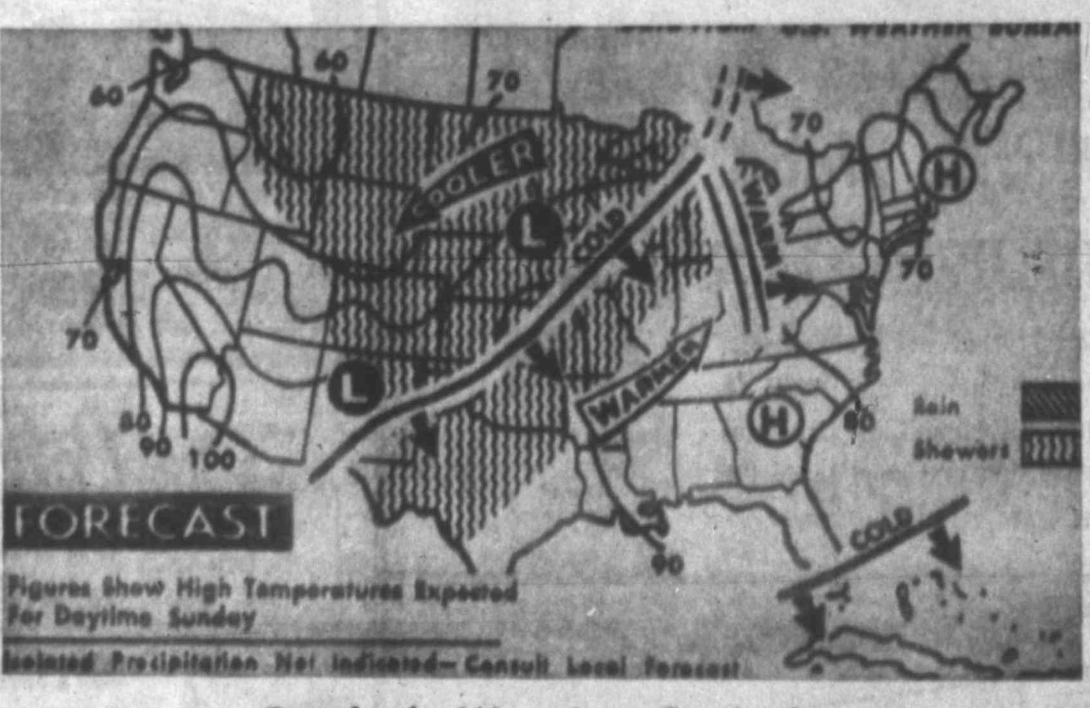 U.S. WEATHER BUREAU
60
60
70
70
COOLER
L
COLD
WARM
H
70
70
80
90
100
L
WARMER
H
80
90
Rain
Showers
COLD
FORECAST
Figures Show High Temperatures Expected
For Daytime Sunday
Isolated Precipitation Not Indicated—Consult Local Forecast